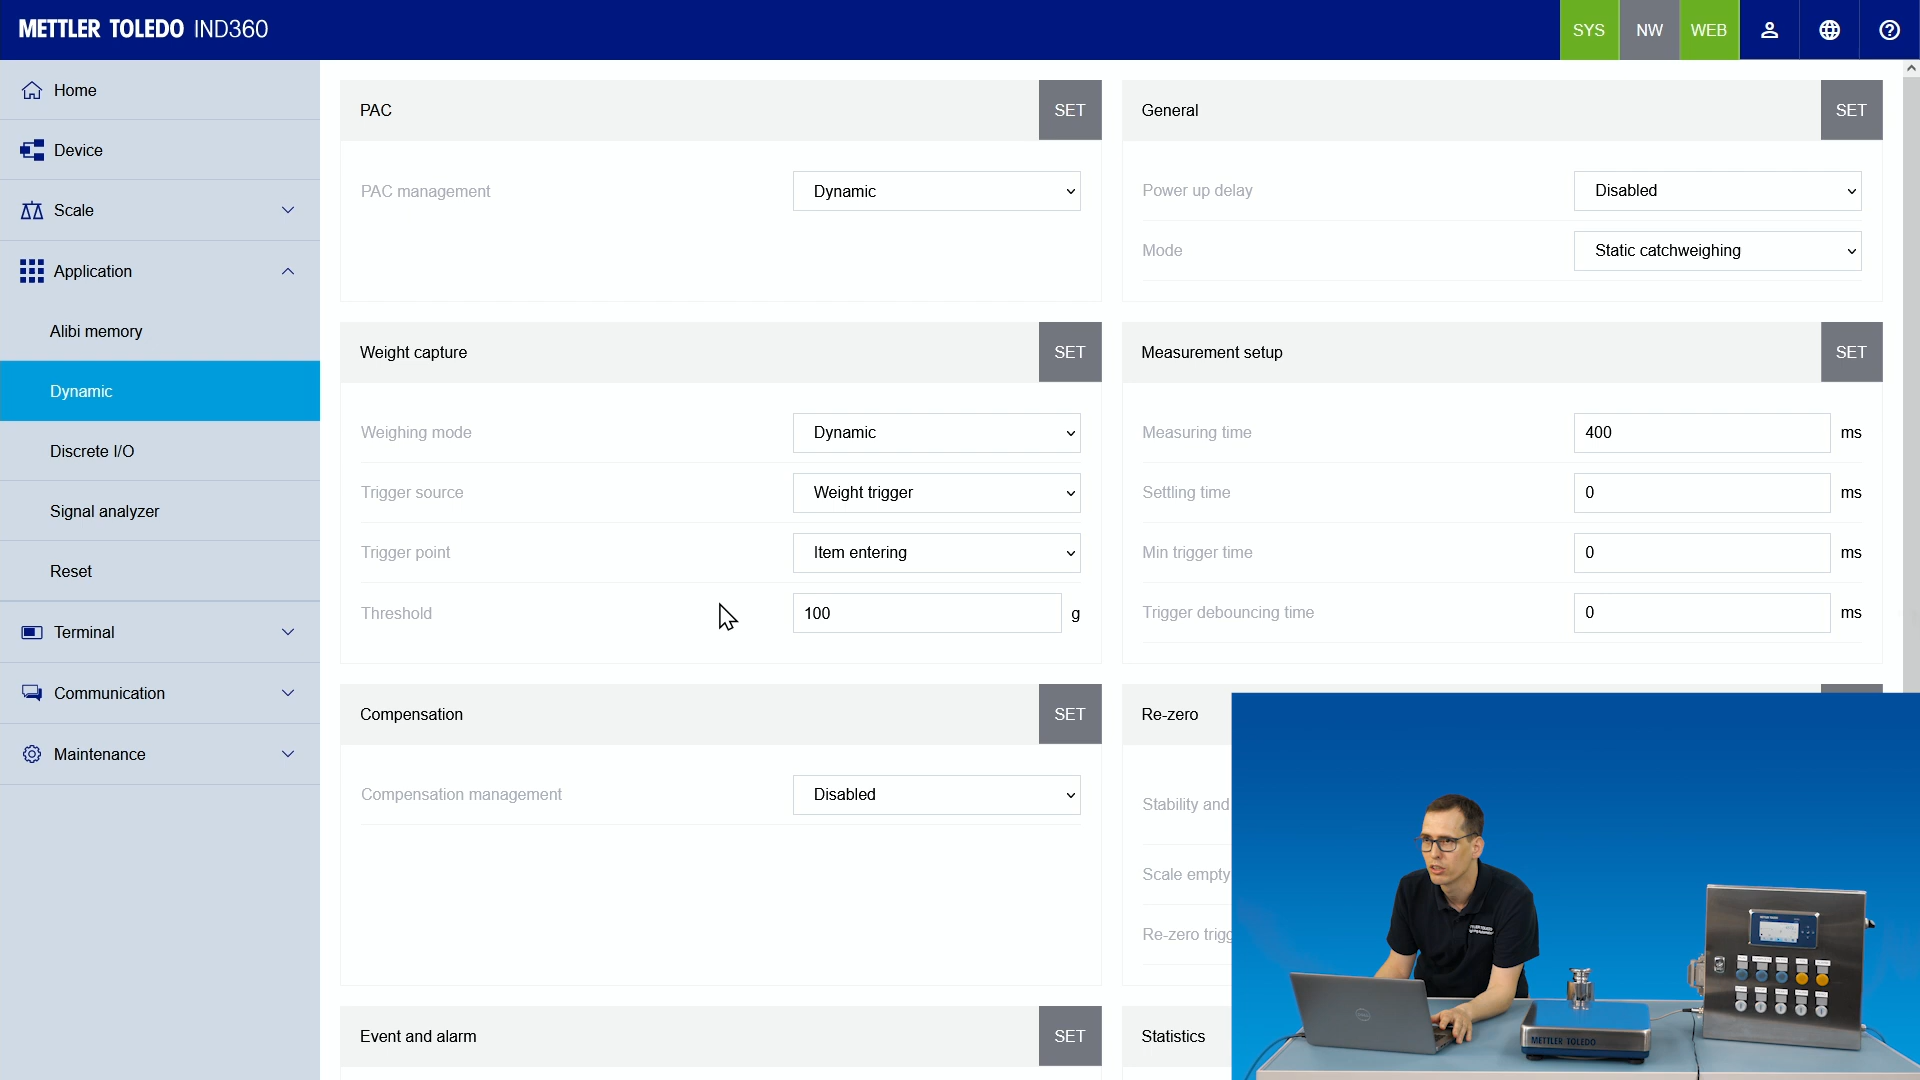 METTLER TOLEDO IND360
SYS
NW
WEB
Home
Device
Scale
Application
Alibi memory
Dynamic
Discrete I/O
Signal analyzer
Reset
Terminal
Communication
Maintenance
PAC
SET
PAC management
Dynamic
General
SET
Power up delay
Disabled
Mode
Static catchweighing
Weight capture
SET
Weighing mode
Dynamic
Trigger source
Weight trigger
Trigger point
Item entering
Threshold
100
g
Measurement setup
SET
Measuring time
400
ms
Settling time
0
ms
Min trigger time
0
ms
Trigger debouncing time
0
ms
Compensation
SET
Compensation management
Disabled
Re-zero
Stability and
Scale empty
Re-zero trigg
Event and alarm
SET
Statistics
METTLER TOLEDO